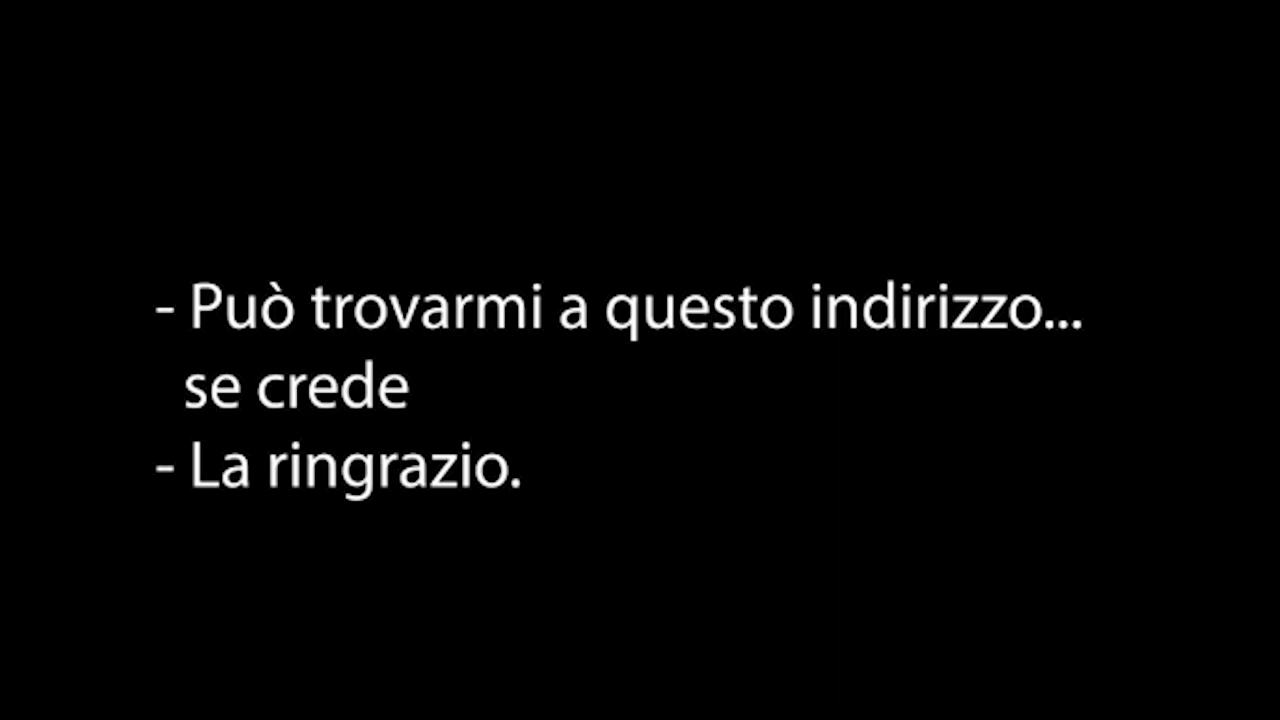 - Può trovarmi a questo indirizzo...
se crede
- La ringrazio.